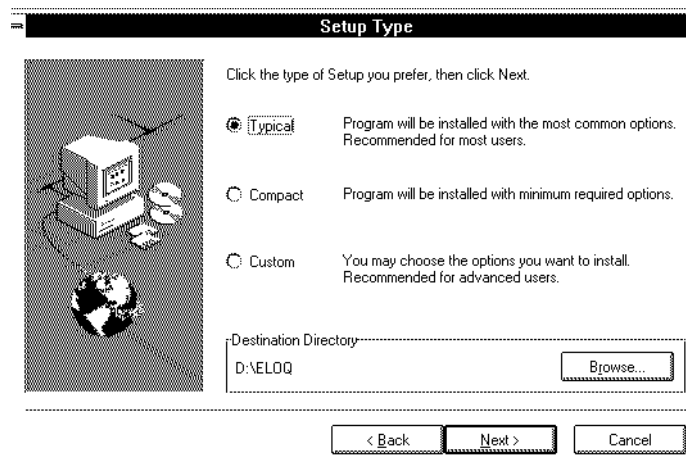 Setup Type
Click the type of Setup you prefer, then click Next.
Typical
Program will be installed with the most common options.
Recommended for most users.
Compact
Program will be installed with minimum required options.
Custom
You may choose the options you want to install.
Recommended for advanced users.
Destination Directory
D:\ELOQ
Browse...
< Back
Next >
Cancel